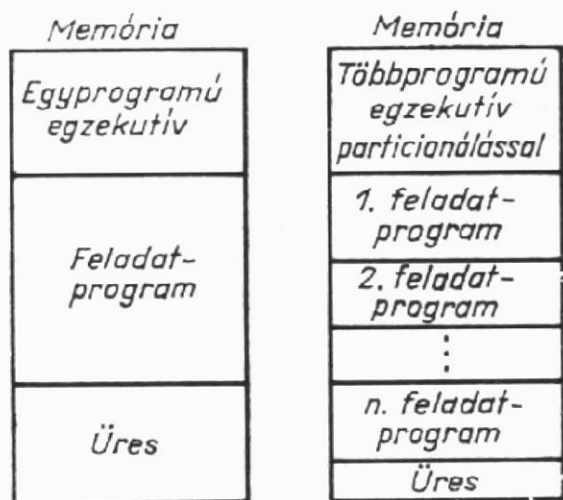 Memória
Egyprogramú
egzekutív
Feladat-
program
Üres
Memória
Többprogramú
egzekutív
particionálással
1. feladat-
program
2. feladat-
program
⋮
n. feladat-
program
Üres